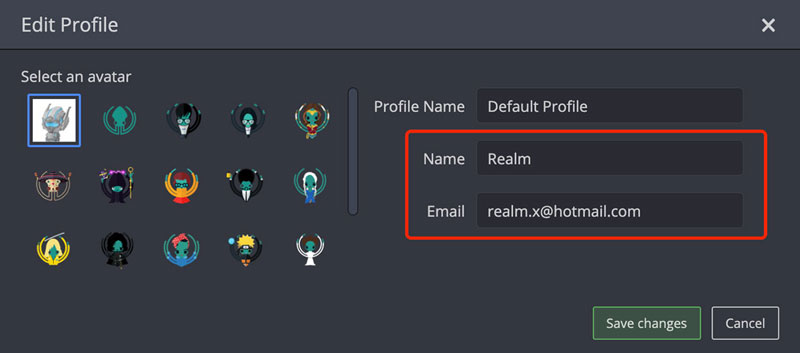 Edit Profile
Select an avatar
Profile Name Default Profile
Name Realm
Email realm.x@hotmail.com
Save changes Cancel